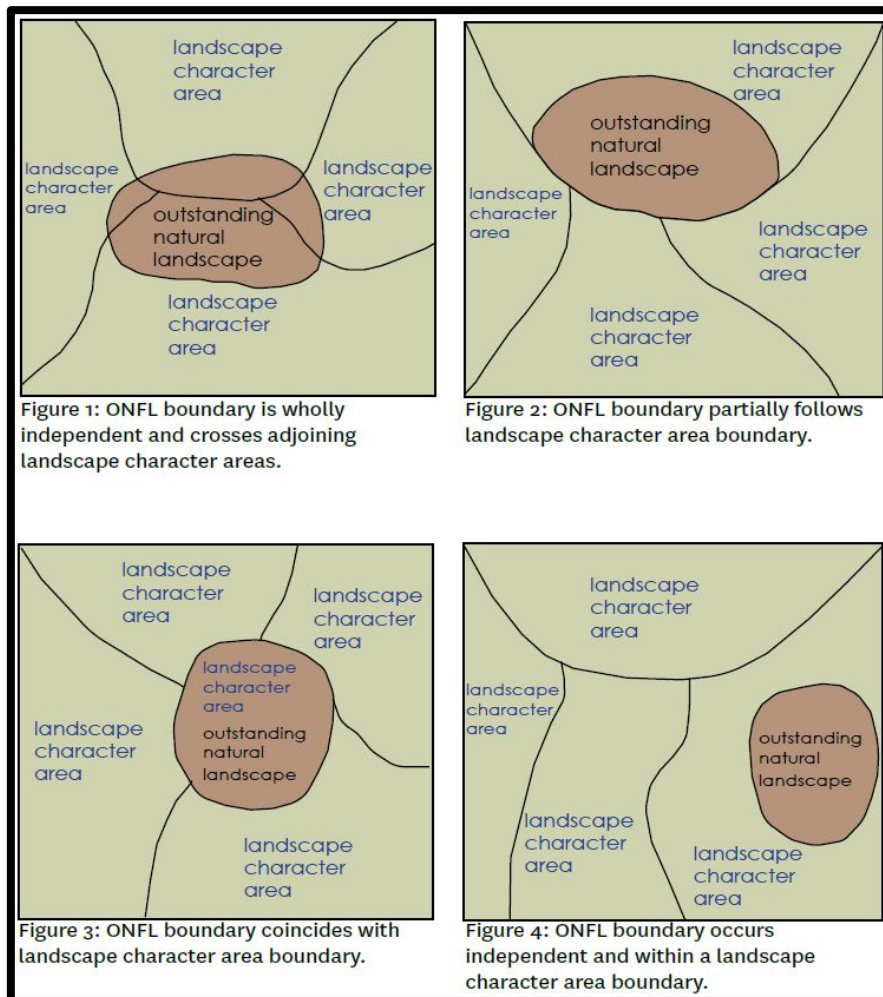 landscape
character
area
landscape
character
area
landscape
character
area
outstanding
natural
landscape
landscape
character
area
Figure 1: ONFL boundary is wholly
independent and crosses adjoining
landscape character areas.
landscape
character
area
outstanding
natural
landscape
landscape
character
area
landscape
character
area
landscape
character
area
Figure 2: ONFL boundary partially follows
landscape character area boundary.
landscape
character
area
landscape
character
area
landscape
character
area
outstanding
natural
landscape
landscape
character
area
landscape
character
area
Figure 3: ONFL boundary coincides with
landscape character area boundary.
landscape
character
area
landscape
character
area
outstanding
natural
landscape
landscape
character
area
landscape
character
area
Figure 4: ONFL boundary occurs
independent and within a landscape
character area boundary.